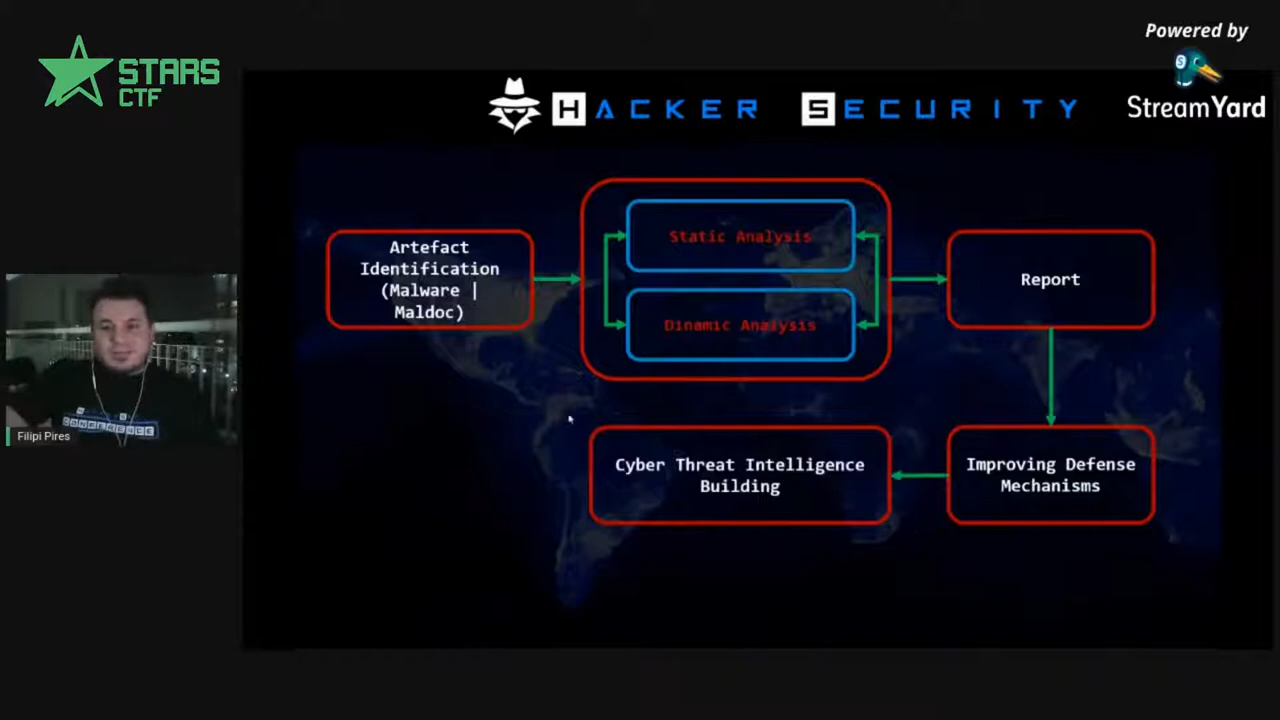 STARS
CTF
HACKER SECURITY
Powered by
StreamYard
Artefact
Identification
(Malware |
Maldoc)
Static Analysis
Dinamic Analysis
Report
Cyber Threat Intelligence
Building
Improving Defense
Mechanisms
CONFERENCE
Filipi Pires